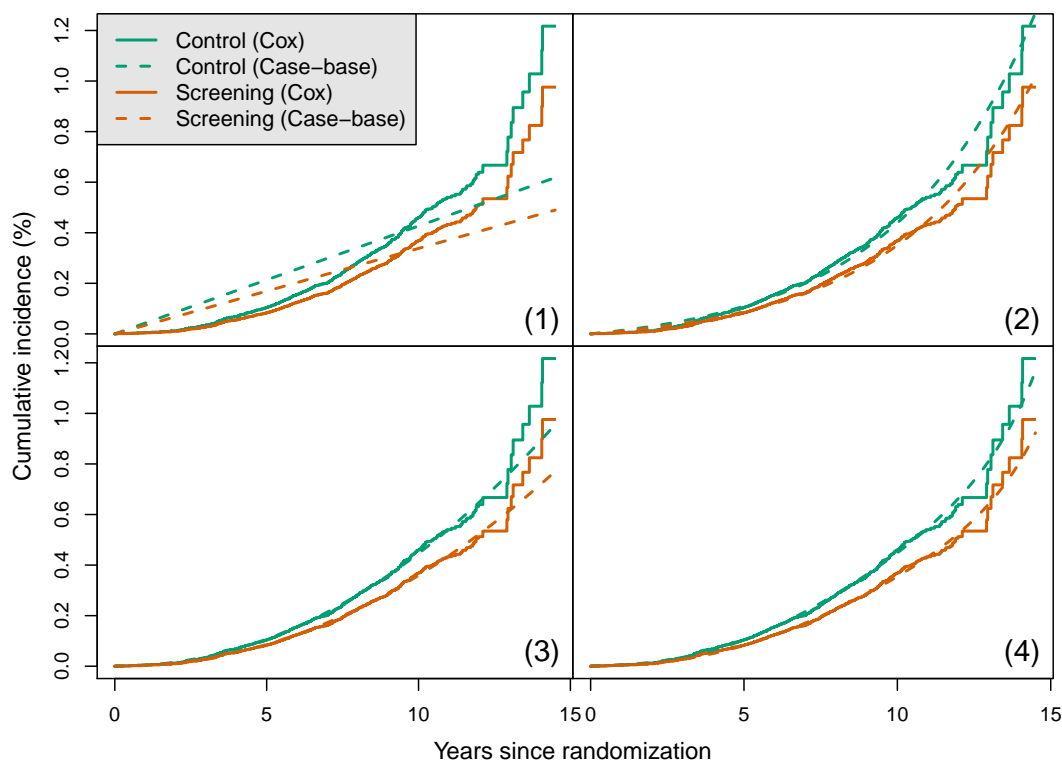 Control (Cox)
Control (Case−base)
Screening (Cox)
Screening (Case−base)
0.0 0.2 0.4 0.6 0.8 1.0 1.2
(1)
(2)
0.0 0.2 0.4 0.6 0.8 1.0 1.2
(3)
(4)
Cumulative incidence (%)
0 5 10 15
0 5 10 15
Years since randomization